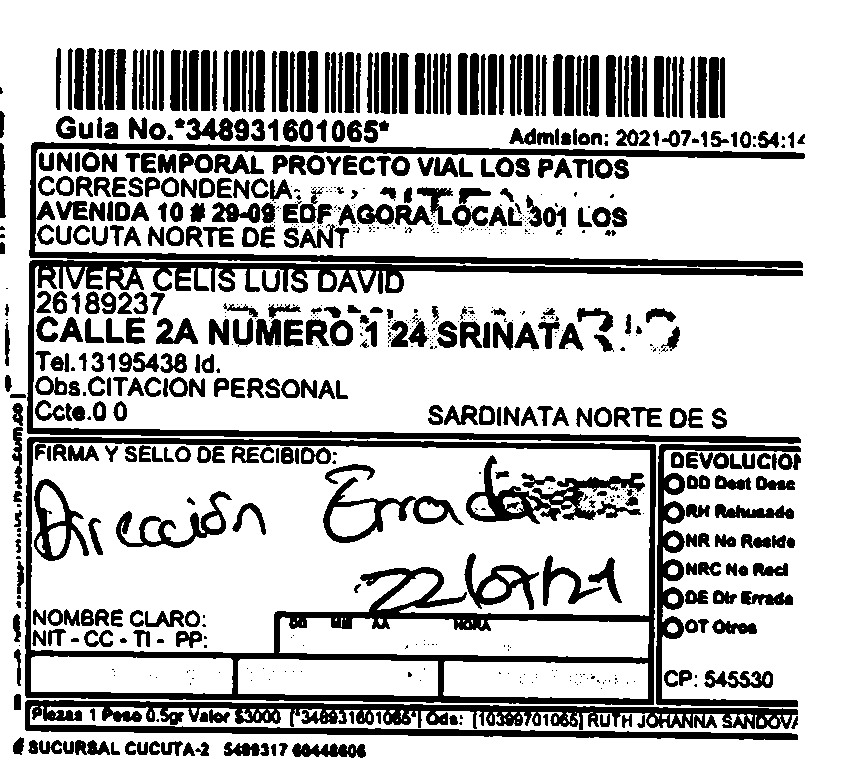 Guia No.*348931601065*
Admision: 2021-07-15-10:54:14
UNION TEMPORAL PROYECTO VIAL LOS PATIOS
CORRESPONDENCIA
AVENIDA 10 # 29-09 EDF AGORA LOCAL 301 LOS
CUCUTA NORTE DE SANT
RIVERA CELIS LUIS DAVID
26189237
CALLE 2A NUMERO 1 24 SRINATA
Tel.13195438 Id.
Obs.CITACION PERSONAL
Ccte.0 0
SARDINATA NORTE DE S
FIRMA Y SELLO DE RECIBIDO:
Dirección Errada
22/07/21
NOMBRE CLARO:
NIT - CC - TI - PP:
DD MM AA HORA
DEVOLUCION
DD Dest Desc
RH Rehusado
NR No Reside
NRC No Recl
DE Dir Errada
OT Otros
CP: 545530
Piezas 1 Peso 0.5gr Valor $3000 [*348931601065*] Ods: [10399701065] RUTH JOHANNA SANDOVA
# SUCURSAL CUCUTA-2 5489317 60448606